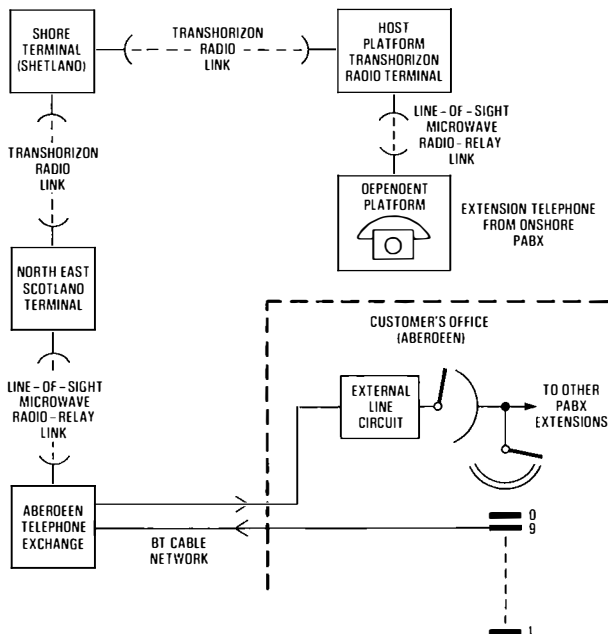 SHORE
TERMINAL
(SHETLAND)
TRANSHORIZON
RADIO
LINK
HOST
PLATFORM
TRANSHORIZON
RADIO TERMINAL
TRANSHORIZON
RADIO
LINK
LINE-OF-SIGHT
MICROWAVE
RADIO-RELAY
LINK
DEPENDENT
PLATFORM
EXTENSION TELEPHONE
FROM ONSHORE
PABX
NORTH EAST
SCOTLAND
TERMINAL
CUSTOMER'S OFFICE
(ABERDEEN)
LINE-OF-SIGHT
MICROWAVE
RADIO-RELAY
LINK
EXTERNAL
LINE
CIRCUIT
TO OTHER
PABX
EXTENSIONS
ABERDEEN
TELEPHONE
EXCHANGE
BT CABLE
NETWORK
0
9
1